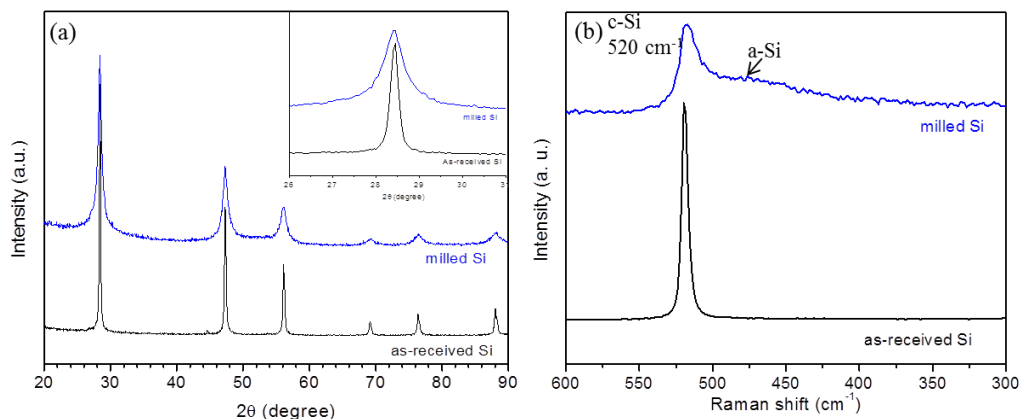 (a)
Intensity (a.u.)
milled Si
as-received Si
20 30 40 50 60 70 80 90
2θ (degree)
milled Si
As-received Si
26 27 28 29 30 31
2θ (degree)
(b)
c-Si
520 cm⁻¹
a-Si
milled Si
as-received Si
Intensity (a. u.)
600 550 500 450 400 350 300
Raman shift (cm⁻¹)